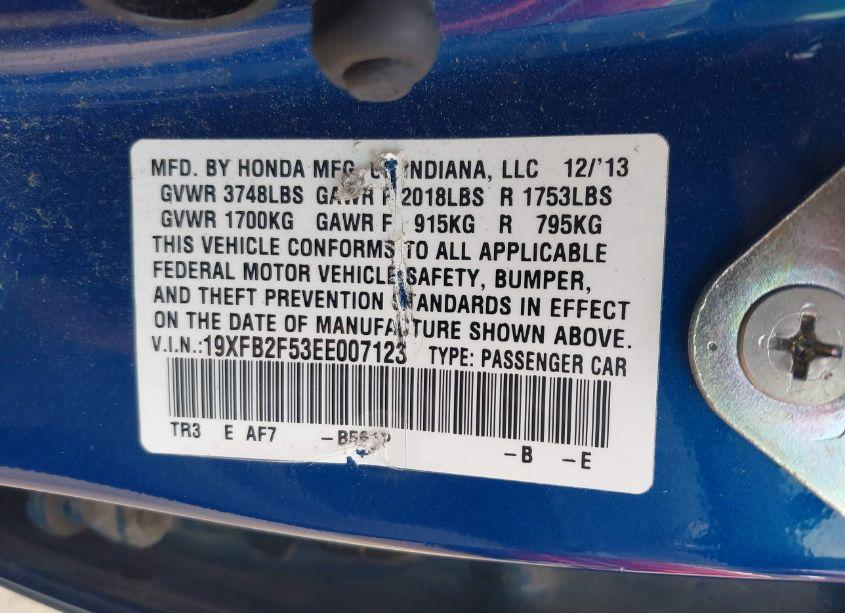 MFD. BY HONDA MFG. OF INDIANA, LLC 12/'13
GVWR 3748LBS GAWR F 2018LBS R 1753LBS
GVWR 1700KG GAWR F 915KG R 795KG
THIS VEHICLE CONFORMS TO ALL APPLICABLE
FEDERAL MOTOR VEHICLE SAFETY, BUMPER,
AND THEFT PREVENTION STANDARDS IN EFFECT
ON THE DATE OF MANUFACTURE SHOWN ABOVE.
V.I.N.:19XFB2F53EE007123 TYPE: PASSENGER CAR
TR3 E AF7 -B -E